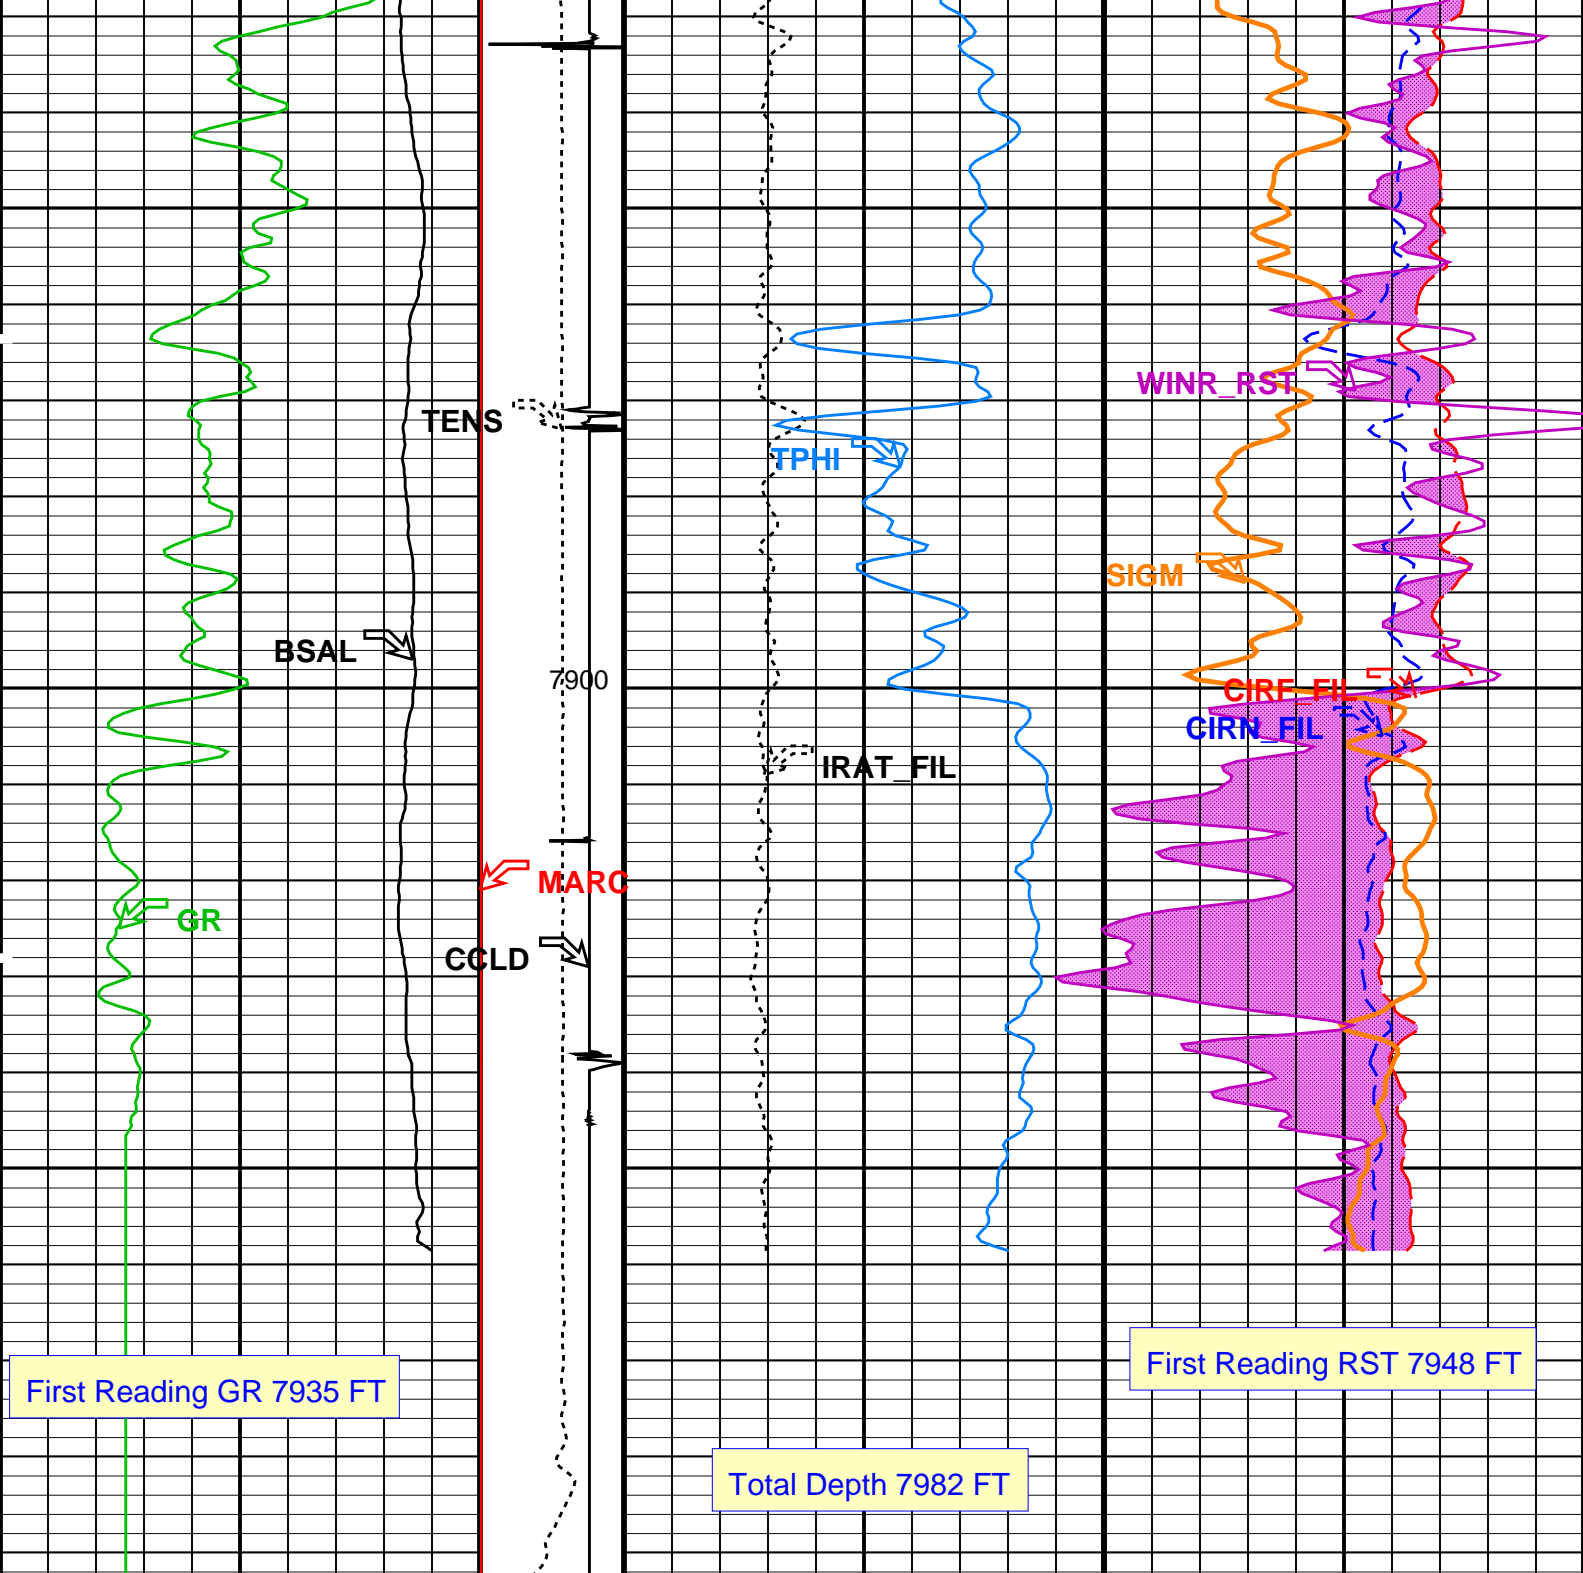 WINR_RST
TENS
TPHI
SIGM
BSAL
7900
CIRF_FIL
CIRN_FIL
IRAT_FIL
MARC
GR
CCLD
First Reading RST 7948 FT
First Reading GR 7935 FT
Total Depth 7982 FT